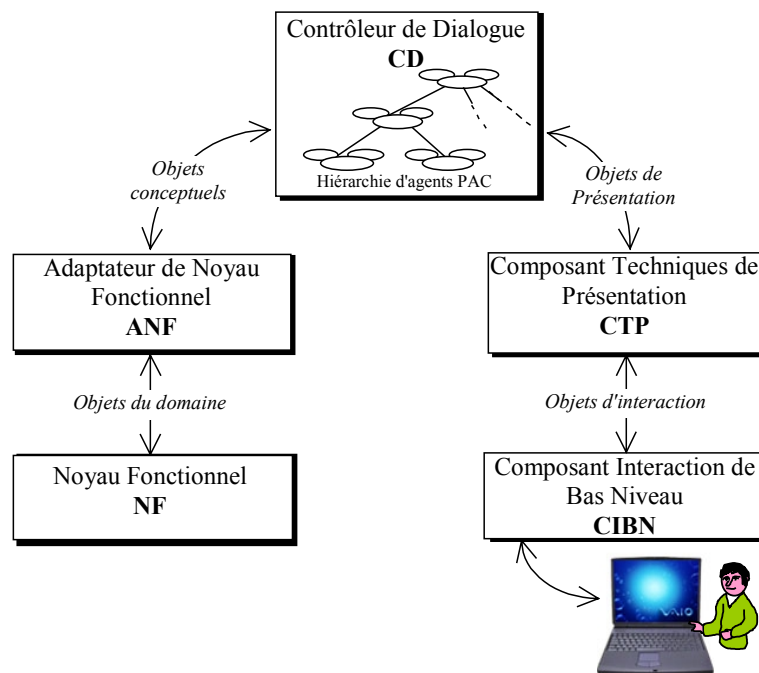 Contrôleur de Dialogue
CD
Hiérarchie d'agents PAC
Objets
conceptuels
Objets de
Présentation
Adaptateur de Noyau
Fonctionnel
ANF
Composant Techniques de
Présentation
CTP
Objets du domaine
Objets d'interaction
Noyau Fonctionnel
NF
Composant Interaction de
Bas Niveau
CIBN
VAIO